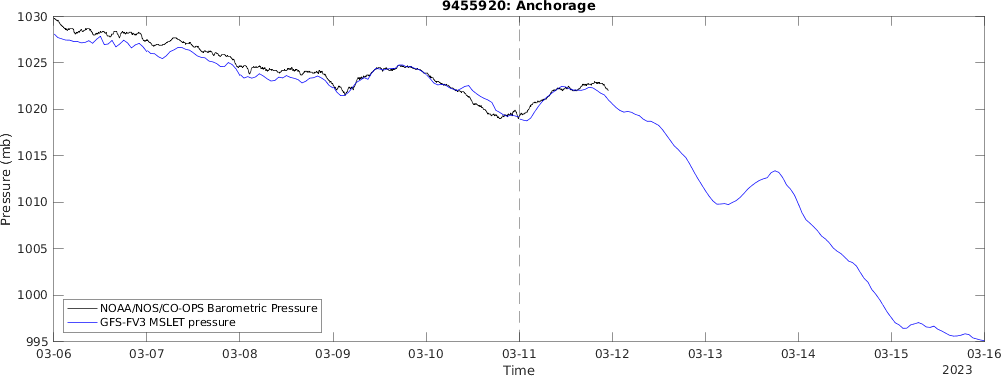 9455920: Anchorage
1030
1025
1020
1015
1010
1005
1000
995
Pressure (mb)
NOAA/NOS/CO-OPS Barometric Pressure
GFS-FV3 MSLET pressure
03-06 03-07 03-08 03-09 03-10 03-11 03-12 03-13 03-14 03-15 03-16
Time
2023